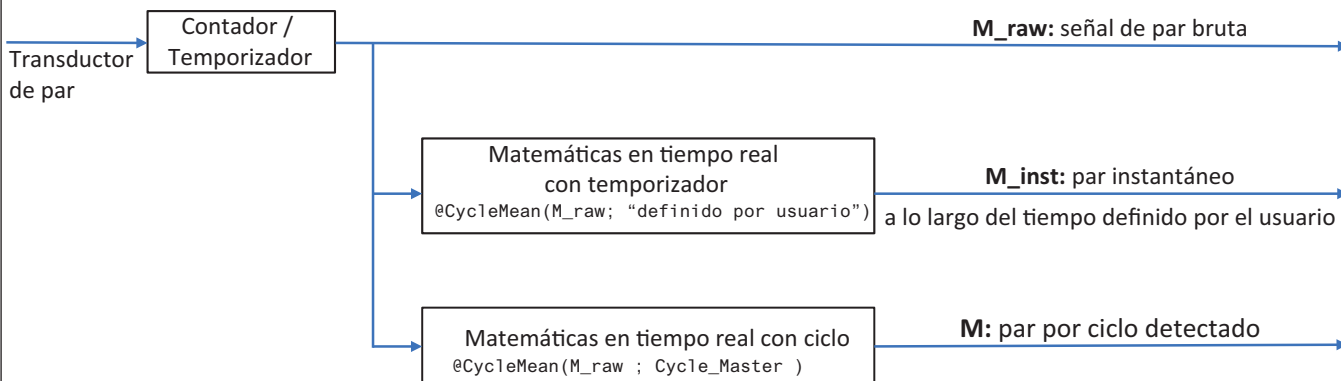 Transductor
de par
Contador /
Temporizador
M_raw: señal de par bruta
Matemáticas en tiempo real
con temporizador
@CycleMean(M_raw; “definido por usuario”)
M_inst: par instantáneo
a lo largo del tiempo definido por el usuario
Matemáticas en tiempo real con ciclo
@CycleMean(M_raw ; Cycle_Master )
M: par por ciclo detectado